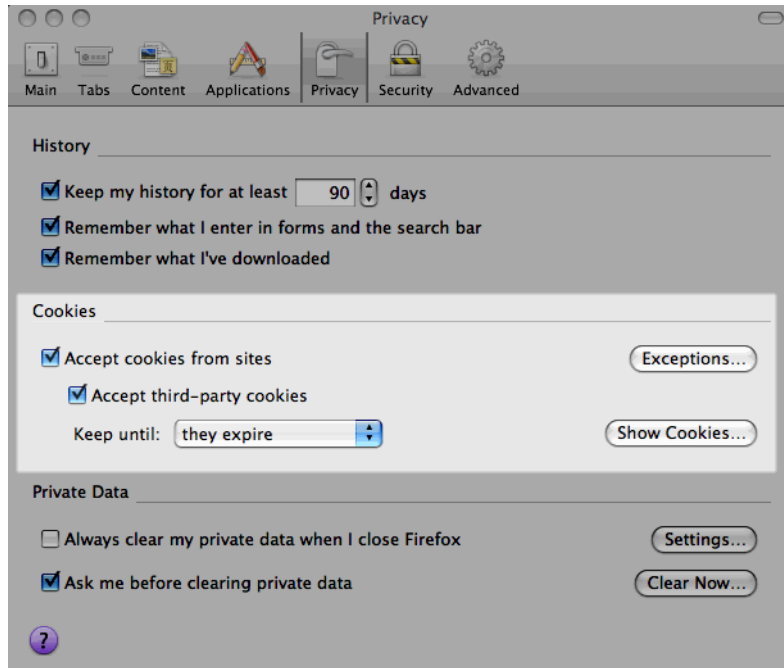 Privacy
Main Tabs Content Applications Privacy Security Advanced
History
Keep my history for at least 90 days
Remember what I enter in forms and the search bar
Remember what I've downloaded
Cookies
Accept cookies from sites Exceptions...
Accept third-party cookies
Keep until: they expire Show Cookies...
Private Data
Always clear my private data when I close Firefox Settings...
Ask me before clearing private data Clear Now...
?